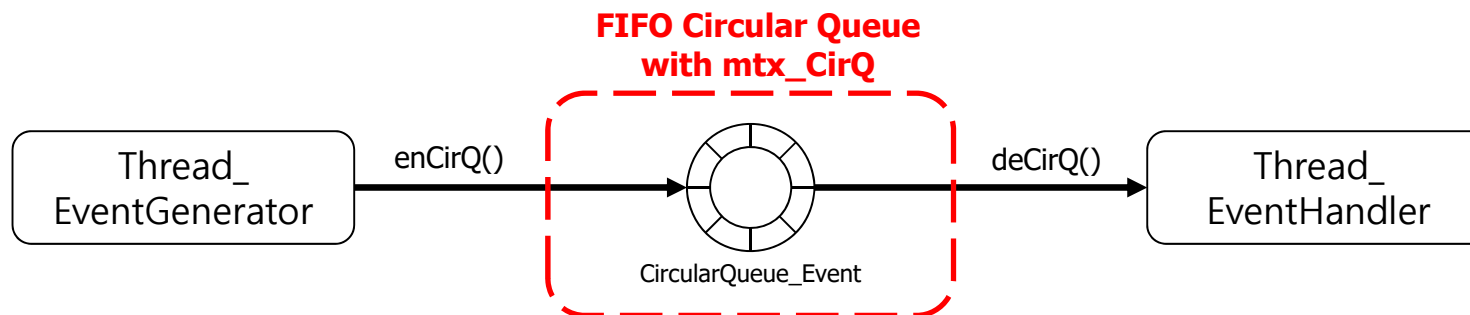 FIFO Circular Queue
with mtx_CirQ
Thread_
EventGenerator
enCirQ()
CircularQueue_Event
deCirQ()
Thread_
EventHandler